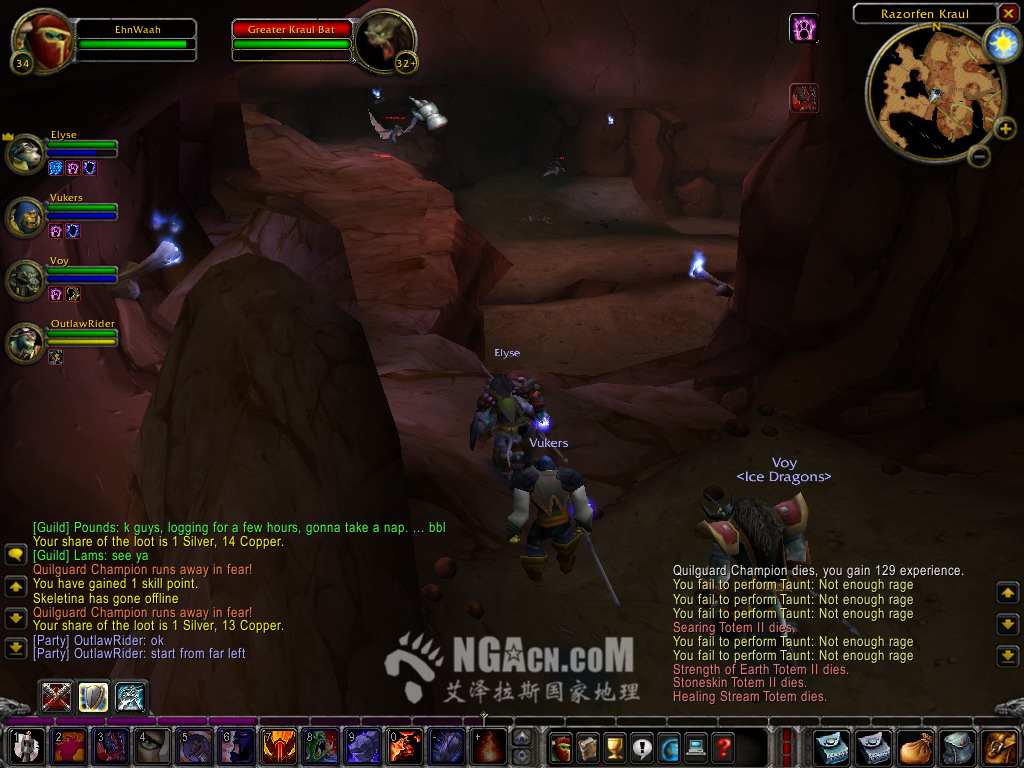 EhnWaah
34
Greater Kraul Bat
32+
Razorfen Kraul
N
Elyse
Vukers
Voy
OutlawRider
Elyse
Vukers
Voy
<Ice Dragons>
[Guild] Pounds: k guys, logging for a few hours, gonna take a nap. ... bbl
Your share of the loot is 1 Silver, 14 Copper.
[Guild] Lams: see ya
Quilguard Champion runs away in fear!
You have gained 1 skill point.
Skeletina has gone offline
Quilguard Champion runs away in fear!
Your share of the loot is 1 Silver, 13 Copper.
[Party] OutlawRider: ok
[Party] OutlawRider: start from far left
Quilguard Champion dies, you gain 129 experience.
You fail to perform Taunt: Not enough rage
You fail to perform Taunt: Not enough rage
You fail to perform Taunt: Not enough rage
Searing Totem II dies.
You fail to perform Taunt: Not enough rage
You fail to perform Taunt: Not enough rage
Strength of Earth Totem II dies.
Stoneskin Totem II dies.
Healing Stream Totem dies.
NGACN.COM
艾泽拉斯国家地理
1 2 3 4 5 6 7 8 9 0 - +